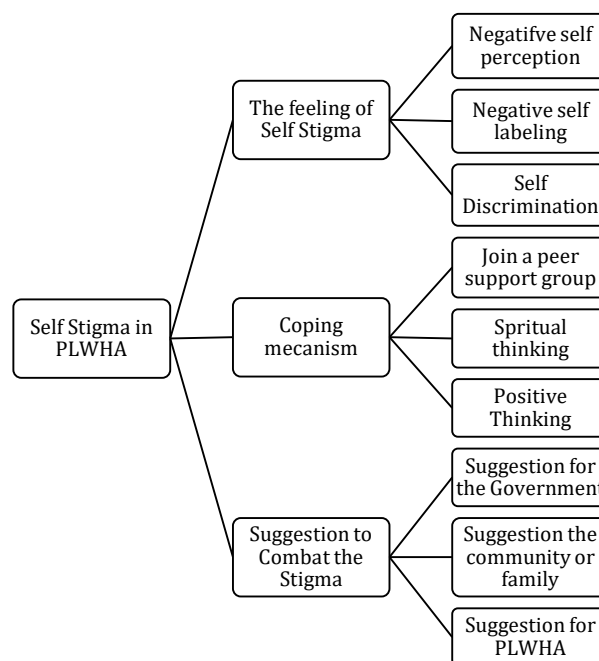 Self Stigma in
PLWHA
The feeling of
Self Stigma
Negatifve self
perception
Negative self
labeling
Self
Discrimination
Coping
mecanism
Join a peer
support group
Spritual
thinking
Positive
Thinking
Suggestion to
Combat the
Stigma
Suggestion for
the Government
Suggestion the
community or
family
Suggestion for
PLWHA